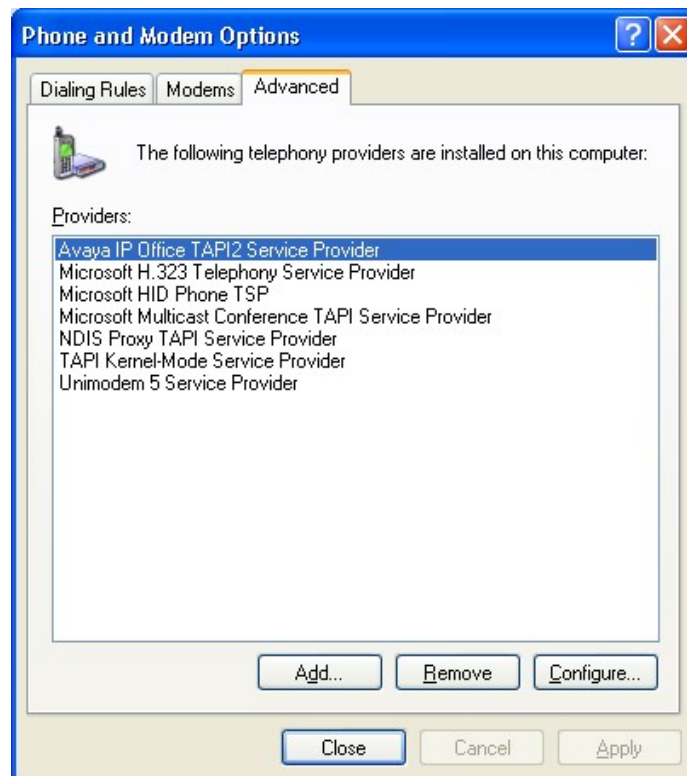 Phone and Modem Options
Dialing Rules Modems Advanced
The following telephony providers are installed on this computer:
Providers:
Avaya IP Office TAPI2 Service Provider
Microsoft H.323 Telephony Service Provider
Microsoft HID Phone TSP
Microsoft Multicast Conference TAPI Service Provider
NDIS Proxy TAPI Service Provider
TAPI Kernel-Mode Service Provider
Unimodem 5 Service Provider
Add... Remove Configure...
Close Cancel Apply